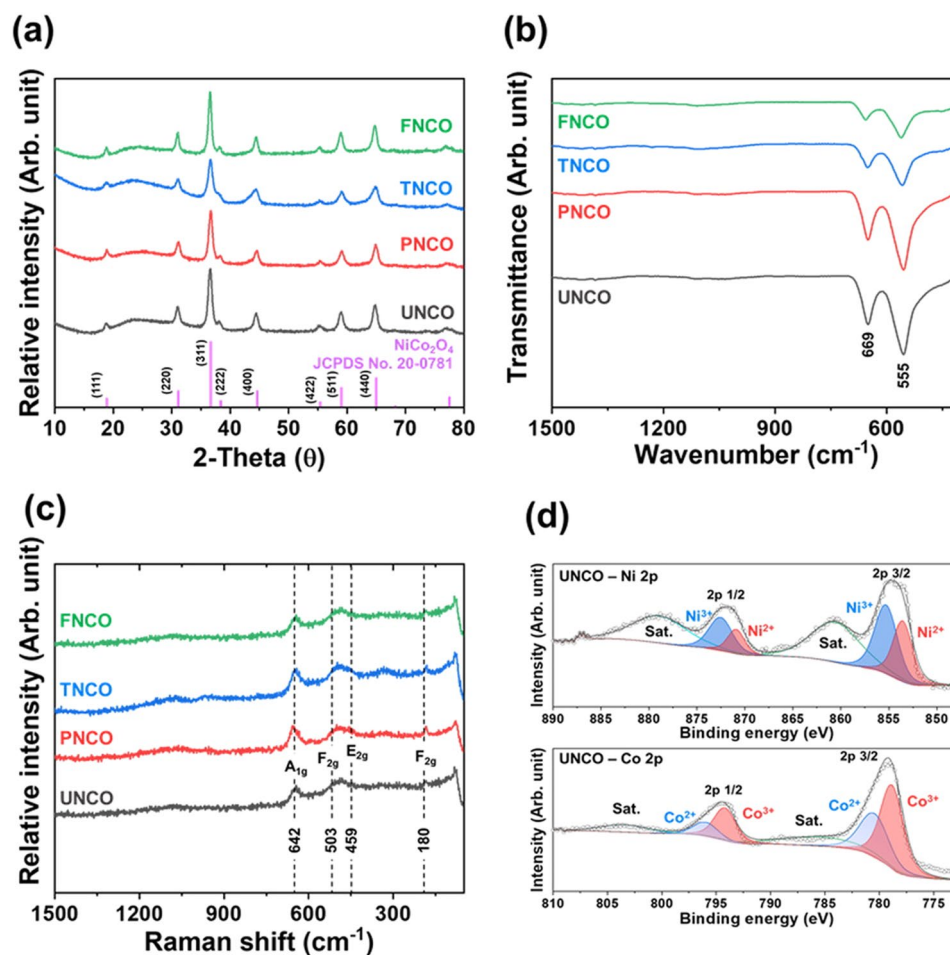 (a)
Relative intensity (Arb. unit)
FNCO
TNCO
PNCO
UNCO
NiCo₂O₄
JCPDS No. 20-0781
(111)
(220)
(311)
(222)
(400)
(422)
(511)
(440)
10 20 30 40 50 60 70 80
2-Theta (θ)
(b)
Transmittance (Arb. unit)
FNCO
TNCO
PNCO
UNCO
669
555
1500 1200 900 600
Wavenumber (cm⁻¹)
(c)
Relative intensity (Arb. unit)
FNCO
TNCO
PNCO
UNCO
A₁g F₂g E₂g F₂g
642
503
459
180
1500 1200 900 600 300
Raman shift (cm⁻¹)
(d)
Intensity (Arb. unit)
UNCO – Ni 2p
2p 1/2
2p 3/2
Sat.
Ni³⁺
Ni²⁺
Sat.
Ni³⁺
Ni²⁺
890 885 880 875 870 865 860 855 850
Binding energy (eV)
Intensity (Arb. unit)
UNCO – Co 2p
2p 1/2
2p 3/2
Sat.
Co²⁺
Co³⁺
Sat.
Co²⁺
Co³⁺
810 805 800 795 790 785 780 775
Binding energy (eV)